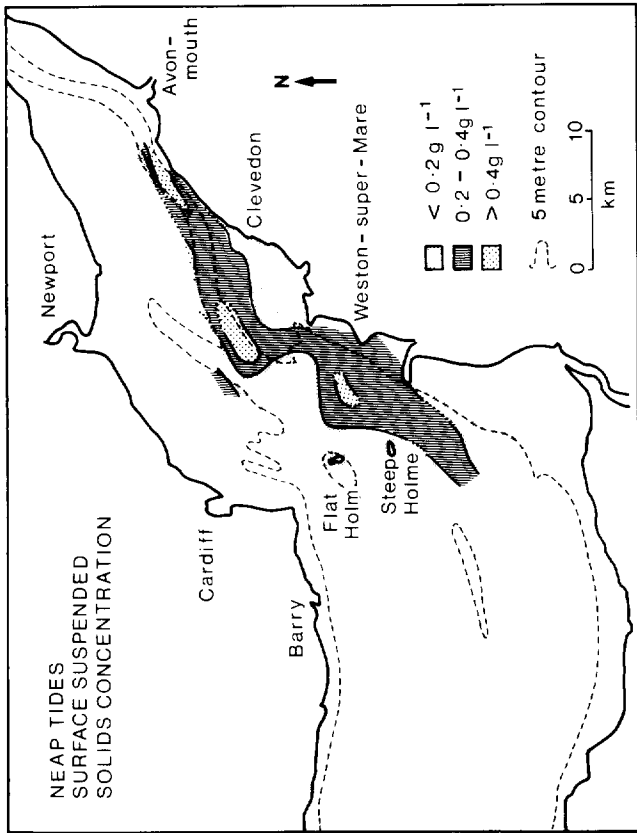 NEAP TIDES
SURFACE SUSPENDED
SOLIDS CONCENTRATION
Newport
Avon-
mouth
Cardiff
Barry
Flat
Holm
Steep
Holme
Clevedon
Weston-super-Mare
N
< 0·2 g l⁻¹
0·2 - 0·4 g l⁻¹
> 0·4 g l⁻¹
5 metre contour
0 5 10
km